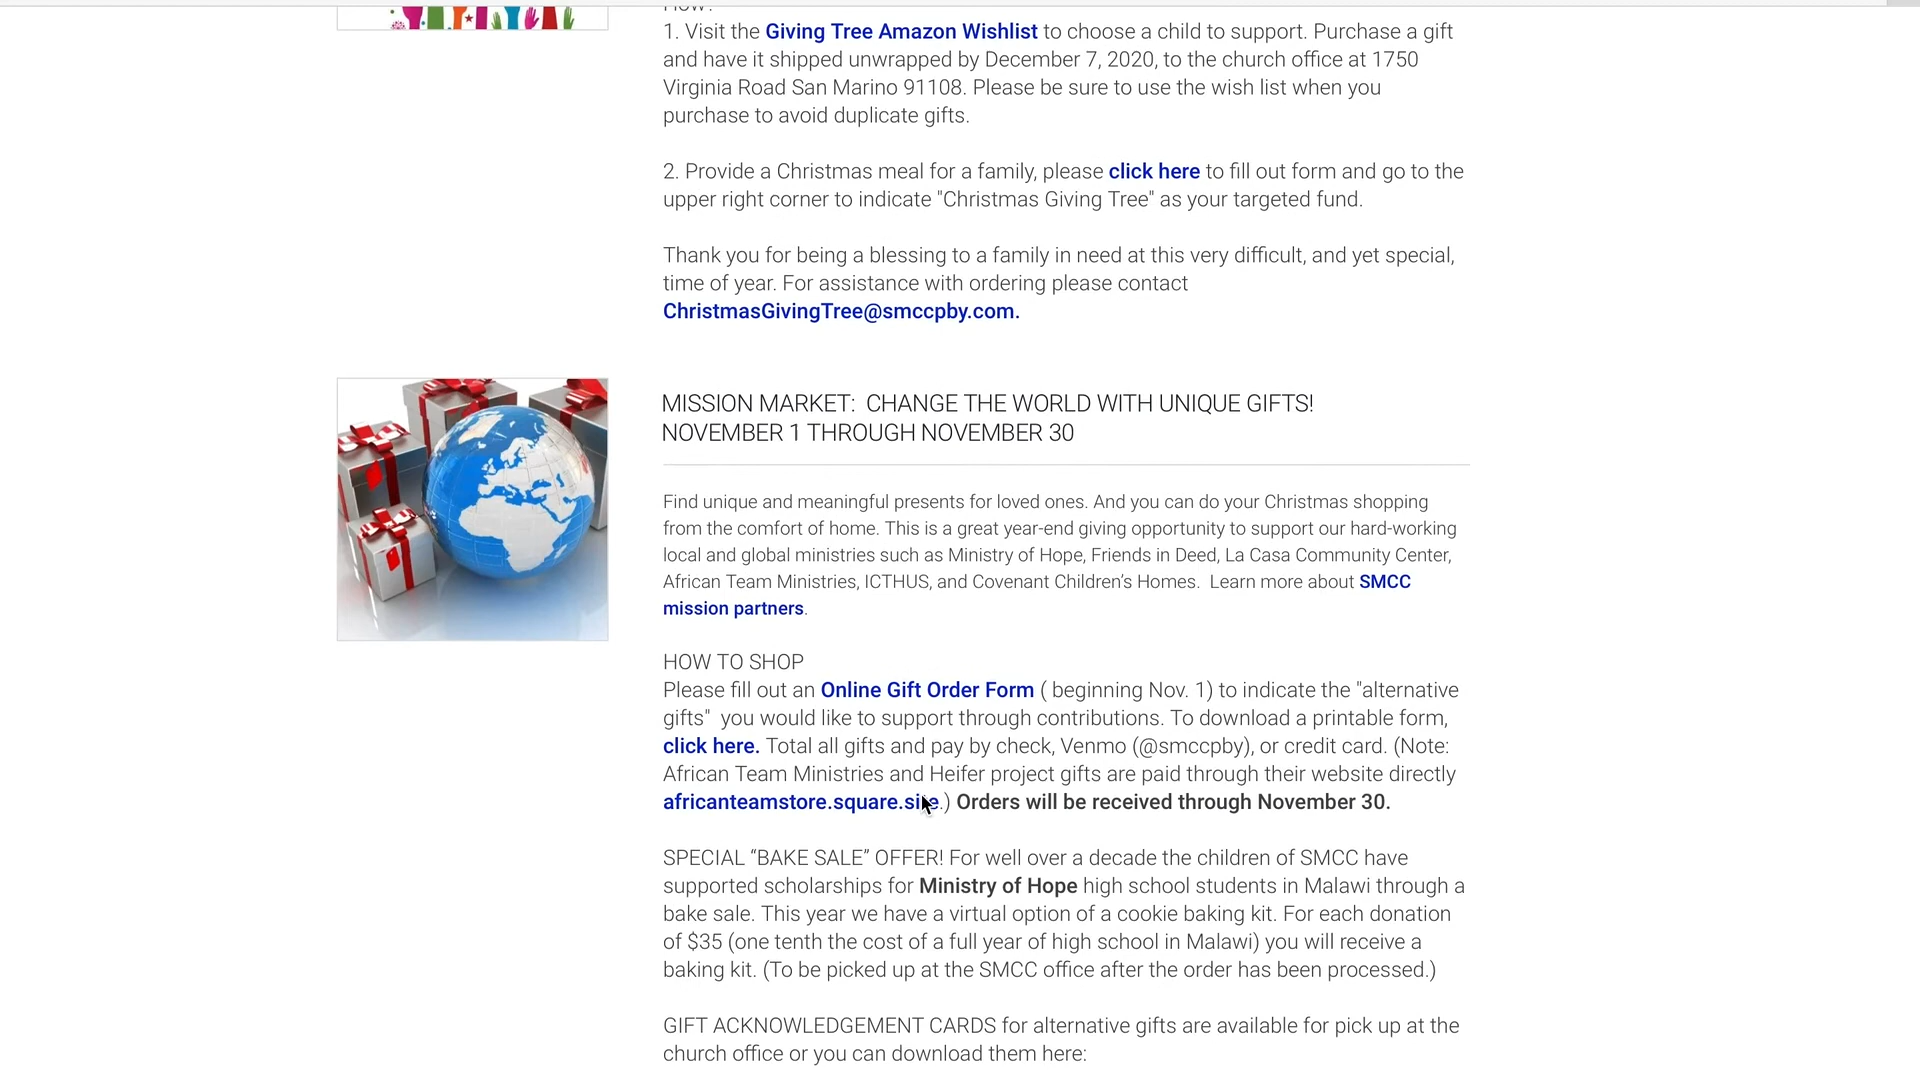 1. Visit the Giving Tree Amazon Wishlist to choose a child to support. Purchase a gift
and have it shipped unwrapped by December 7, 2020, to the church office at 1750
Virginia Road San Marino 91108. Please be sure to use the wish list when you
purchase to avoid duplicate gifts.
2. Provide a Christmas meal for a family, please click here to fill out form and go to the
upper right corner to indicate "Christmas Giving Tree" as your targeted fund.
Thank you for being a blessing to a family in need at this very difficult, and yet special,
time of year. For assistance with ordering please contact
ChristmasGivingTree@smccpby.com.
MISSION MARKET:  CHANGE THE WORLD WITH UNIQUE GIFTS!
NOVEMBER 1 THROUGH NOVEMBER 30
Find unique and meaningful presents for loved ones. And you can do your Christmas shopping
from the comfort of home. This is a great year-end giving opportunity to support our hard-working
local and global ministries such as Ministry of Hope, Friends in Deed, La Casa Community Center,
African Team Ministries, ICTHUS, and Covenant Children’s Homes.  Learn more about SMCC
mission partners.
HOW TO SHOP
Please fill out an Online Gift Order Form ( beginning Nov. 1) to indicate the "alternative
gifts"  you would like to support through contributions. To download a printable form,
click here. Total all gifts and pay by check, Venmo (@smccpby), or credit card. (Note:
African Team Ministries and Heifer project gifts are paid through their website directly
africanteamstore.square.site.) Orders will be received through November 30.
SPECIAL “BAKE SALE” OFFER! For well over a decade the children of SMCC have
supported scholarships for Ministry of Hope high school students in Malawi through a
bake sale. This year we have a virtual option of a cookie baking kit. For each donation
of $35 (one tenth the cost of a full year of high school in Malawi) you will receive a
baking kit. (To be picked up at the SMCC office after the order has been processed.)
GIFT ACKNOWLEDGEMENT CARDS for alternative gifts are available for pick up at the
church office or you can download them here: